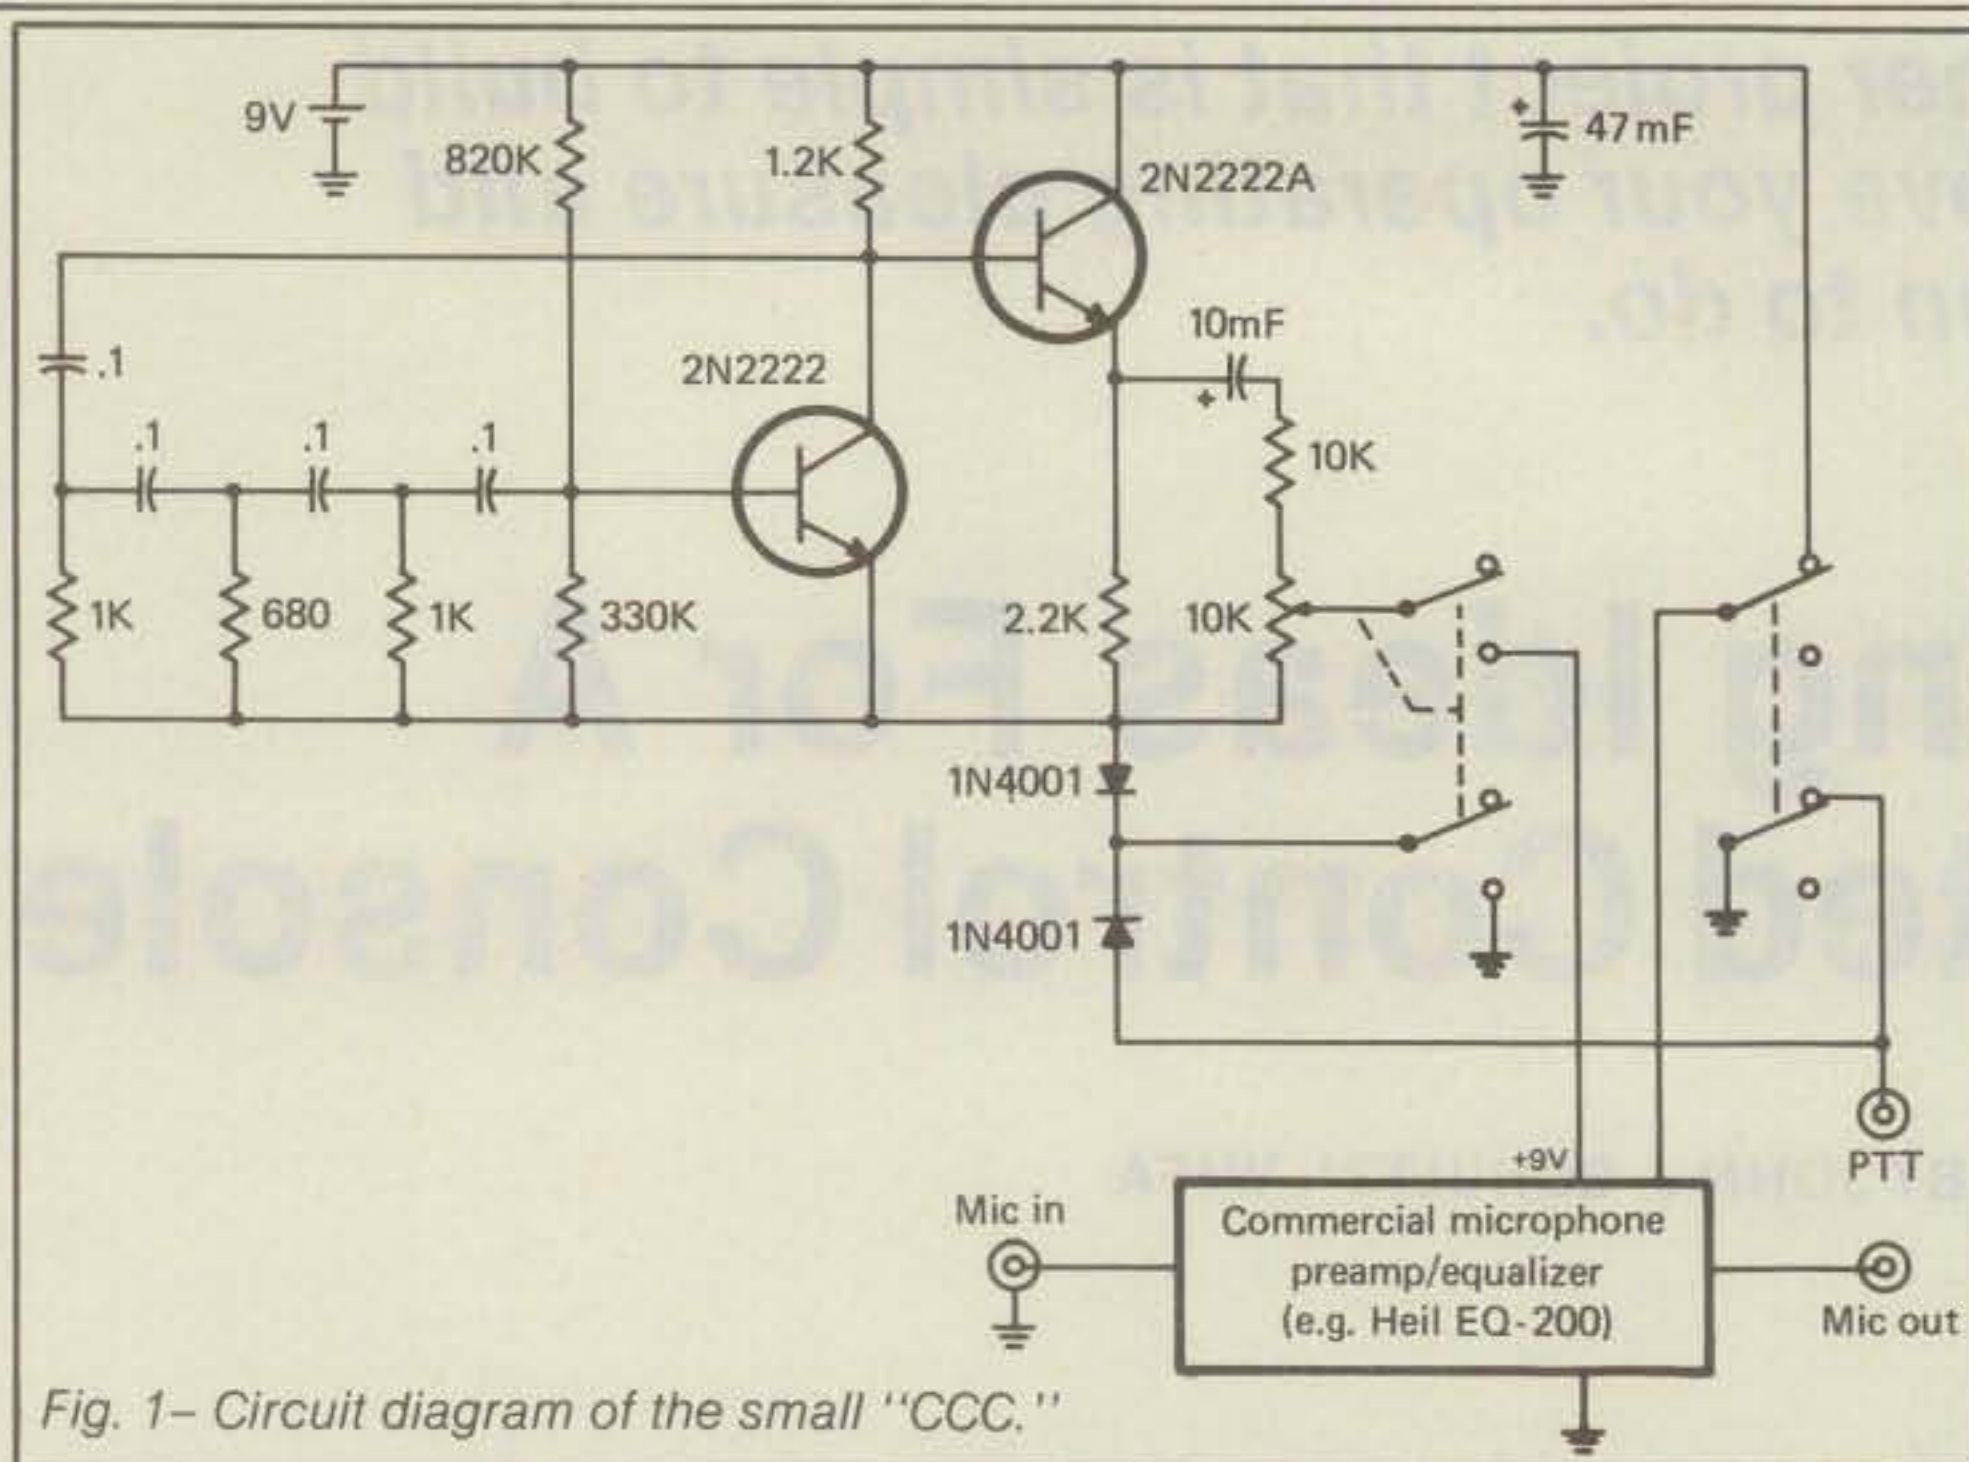 9V
820K
1.2K
2N2222A
+
47 mF
.1
2N2222
10mF
+
.1
.1
.1
10K
1K
680
1K
330K
2.2K
10K
1N4001
1N4001
+9V
PTT
Mic in
Commercial microphone
preamp/equalizer
(e.g. Heil EQ-200)
Mic out
Fig. 1– Circuit diagram of the small "CCC."